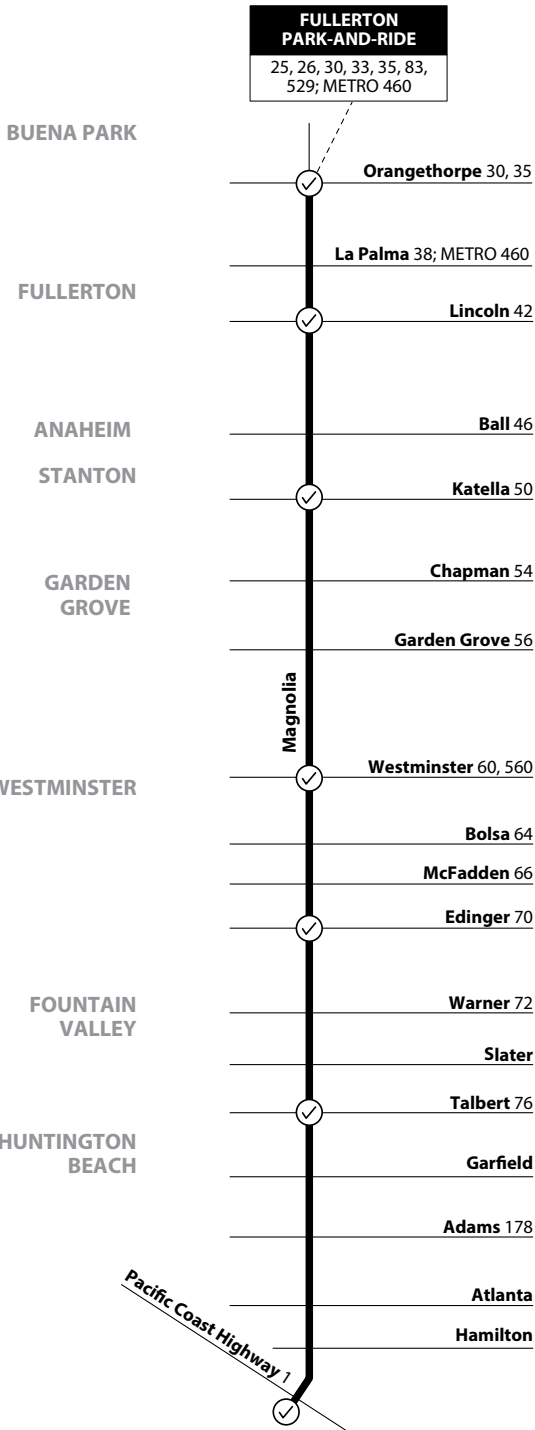 FULLERTON
PARK-AND-RIDE
25, 26, 30, 33, 35, 83,
529; METRO 460
BUENA PARK
Orangethorpe 30, 35
La Palma 38; METRO 460
FULLERTON
Lincoln 42
Ball 46
ANAHEIM
STANTON
Katella 50
Chapman 54
GARDEN
GROVE
Garden Grove 56
Magnolia
Westminster 60, 560
WESTMINSTER
Bolsa 64
McFadden 66
Edinger 70
Warner 72
FOUNTAIN
VALLEY
Slater
Talbert 76
HUNTINGTON
BEACH
Garfield
Adams 178
Atlanta
Hamilton
Pacific Coast Highway 1